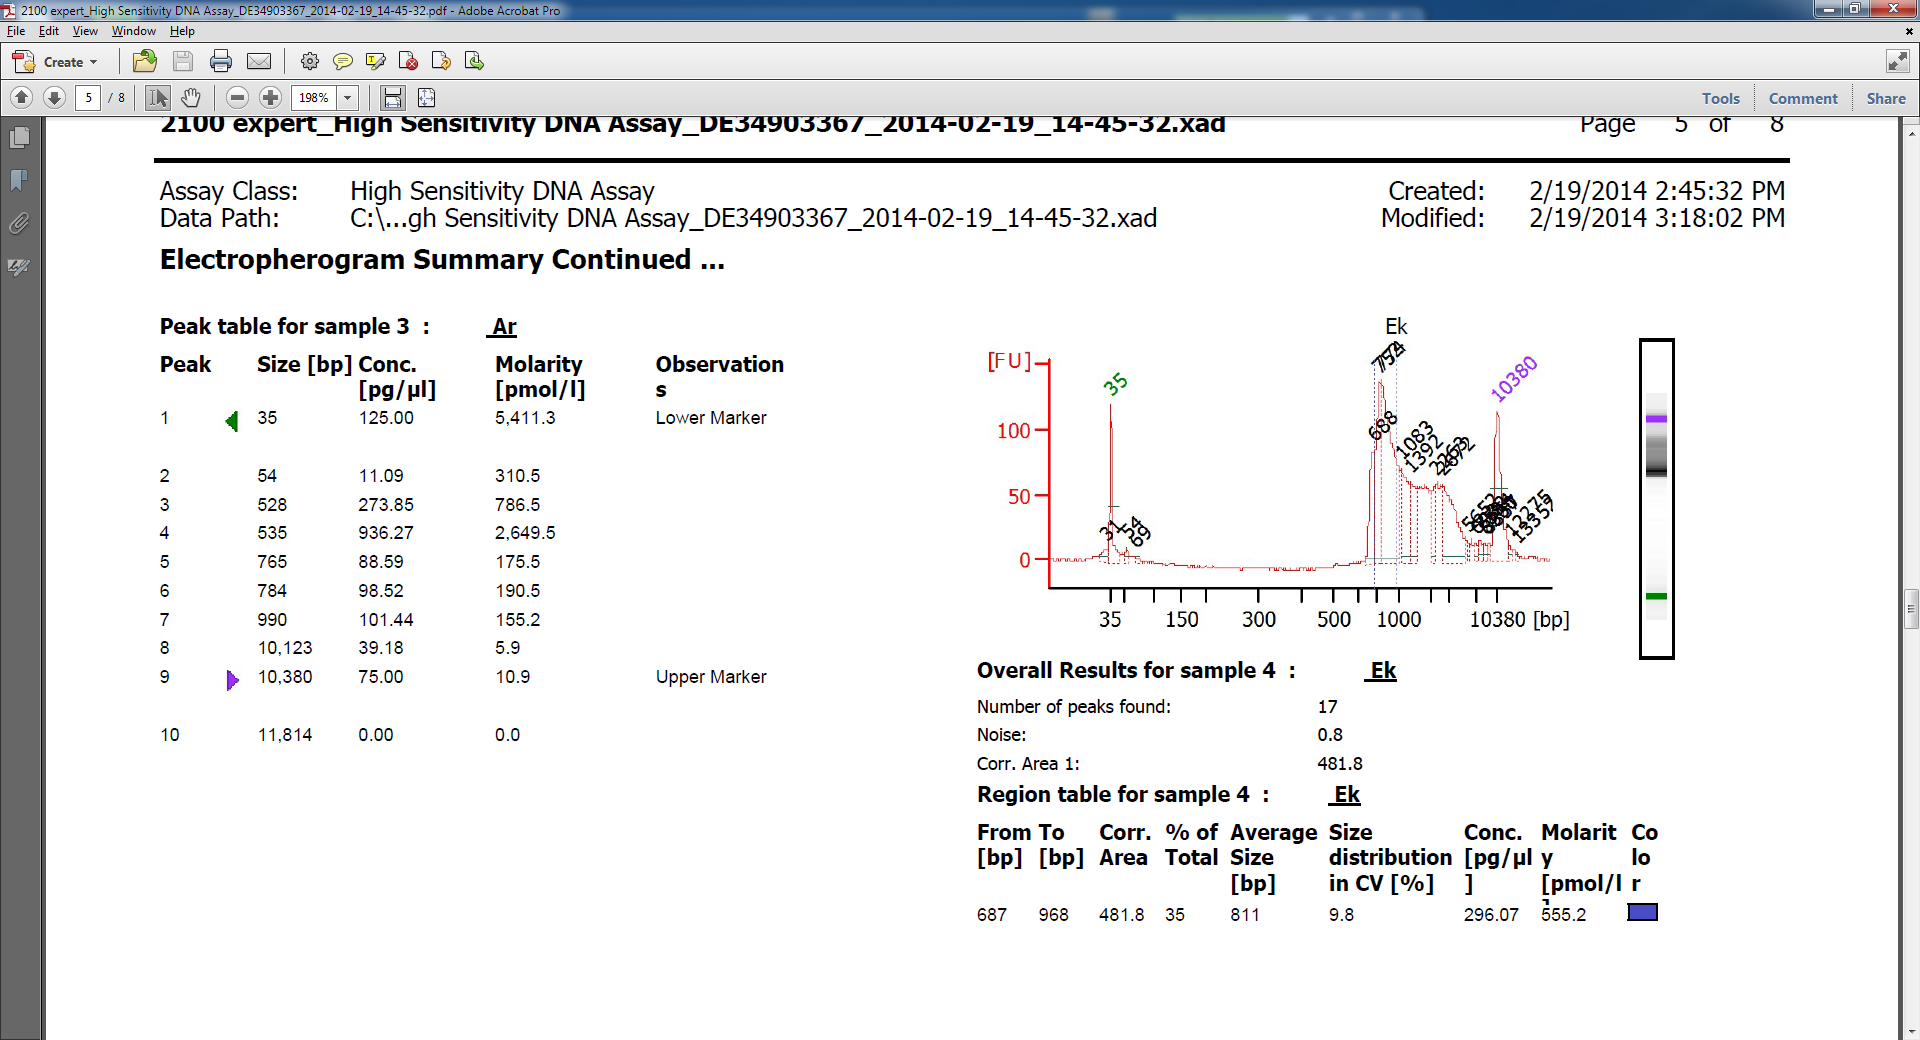 2100 expert_High Sensitivity DNA Assay_DE34903367_2014-02-19_14-45-32.pdf - Adobe Acrobat Pro
File Edit View Window Help
Create
5 / 8 198% Tools Comment Share
2100 expert_High Sensitivity DNA Assay_DE34903367_2014-02-19_14-45-32.xad Page 5 of 8
Assay Class: High Sensitivity DNA Assay Created: 2/19/2014 2:45:32 PM
Data Path: C:\...gh Sensitivity DNA Assay_DE34903367_2014-02-19_14-45-32.xad Modified: 2/19/2014 3:18:02 PM
Electropherogram Summary Continued ...
Peak table for sample 3 : Ar
Peak Size [bp] Conc. [pg/µl] Molarity [pmol/l] Observations
1 35 125.00 5,411.3 Lower Marker
2 54 11.09 310.5
3 528 273.85 786.5
4 535 936.27 2,649.5
5 765 88.59 175.5
6 784 98.52 190.5
7 990 101.44 155.2
8 10,123 39.18 5.9
9 10,380 75.00 10.9 Upper Marker
10 11,814 0.00 0.0
Ek
[FU]
35
688
1083
1392
10380
31
54
69
5652
12275
13357
100
50
0
35 150 300 500 1000 10380 [bp]
Overall Results for sample 4 : Ek
Number of peaks found: 17
Noise: 0.8
Corr. Area 1: 481.8
Region table for sample 4 : Ek
From [bp] To [bp] Corr. Area % of Total Average Size [bp] Size distribution in CV [%] Conc. [pg/µl] Molarity [pmol/l] Color
687 968 481.8 35 811 9.8 296.07 555.2